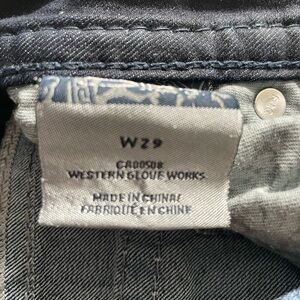 W29
CA00508
WESTERN GLOVE WORKS
MADE IN CHINA/
FABRIQUÉ EN CHINE